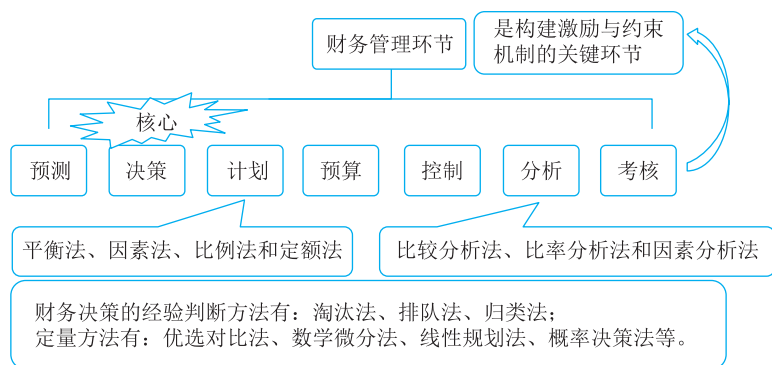 财务管理环节
是构建激励与约束
机制的关键环节
核心
预测 决策 计划 预算 控制 分析 考核
平衡法、因素法、比例法和定额法
比较分析法、比率分析法和因素分析法
财务决策的经验判断方法有：淘汰法、排队法、归类法；
定量方法有：优选对比法、数学微分法、线性规划法、概率决策法等。